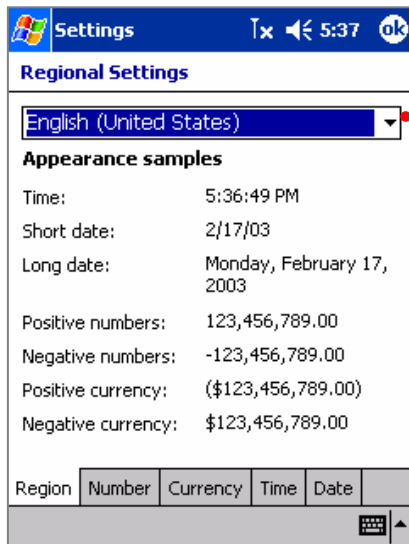 Settings 5:37 ok
Regional Settings
English (United States)
Appearance samples
Time: 5:36:49 PM
Short date: 2/17/03
Long date: Monday, February 17,
2003
Positive numbers: 123,456,789.00
Negative numbers: -123,456,789.00
Positive currency: ($123,456,789.00)
Negative currency: $123,456,789.00
Region Number Currency Time Date